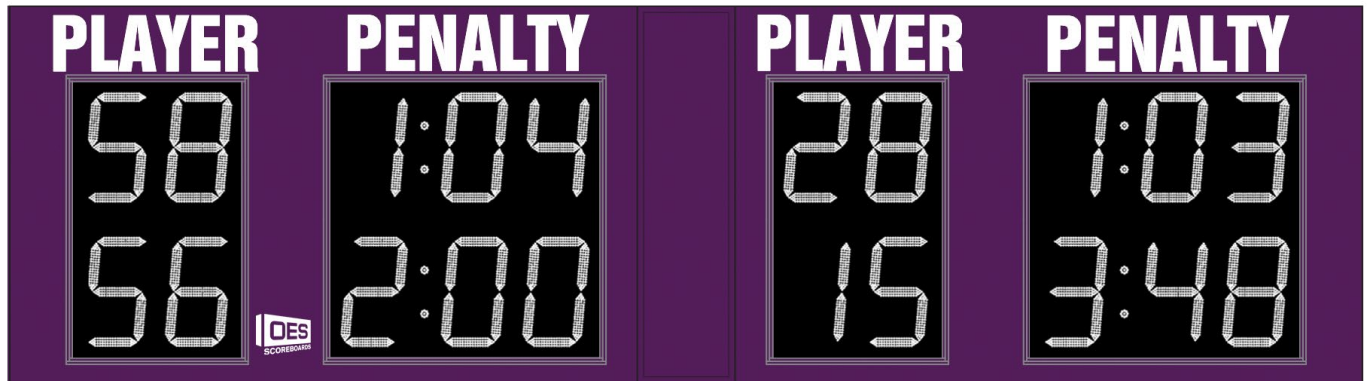 PLAYER PENALTY PLAYER PENALTY
58 1:04 28 1:03
56 2:00 15 3:48
OES
SCOREBOARDS